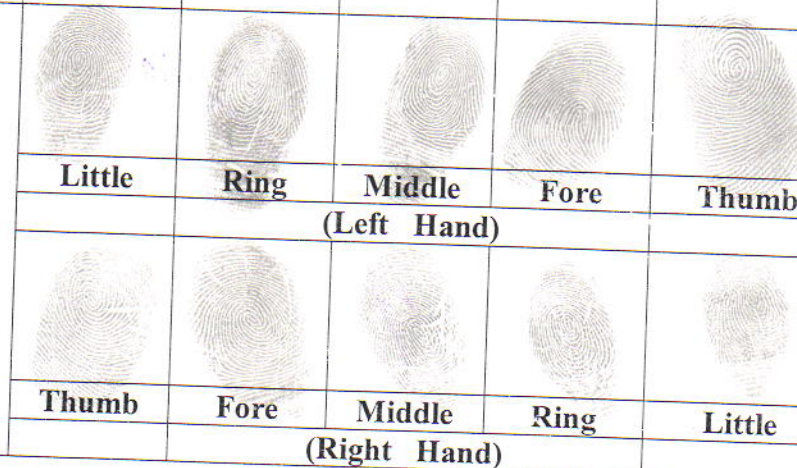 Little Ring Middle Fore Thumb
(Left Hand)
Thumb Fore Middle Ring Little
(Right Hand)